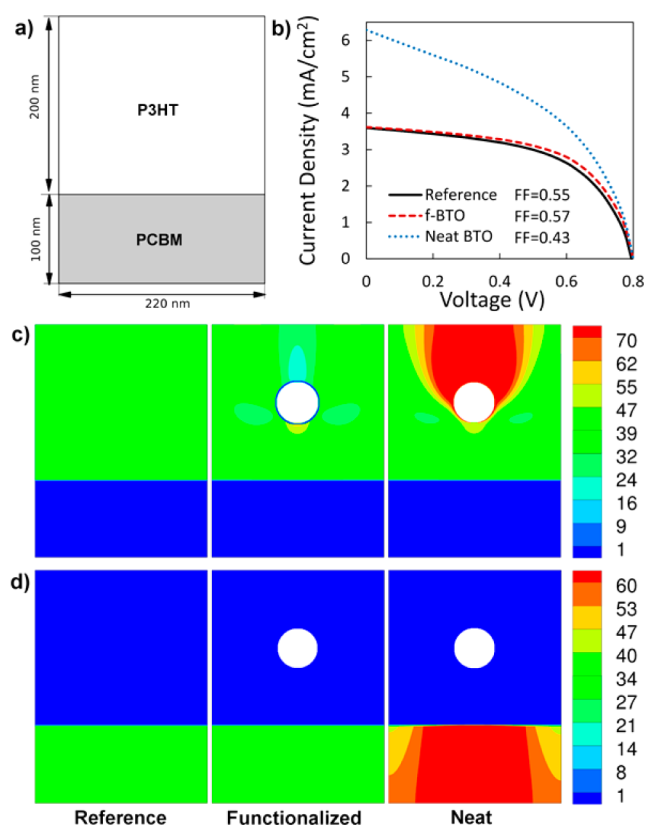 a)
200 nm
P3HT
100 nm
PCBM
220 nm
b)
Current Density (mA/cm²)
6
5
4
3
2
1
0
Reference FF=0.55
f-BTO FF=0.57
Neat BTO FF=0.43
0 0.2 0.4 0.6 0.8
Voltage (V)
c)
70
62
55
47
39
32
24
16
9
1
d)
60
53
47
40
34
27
21
14
8
1
Reference Functionalized Neat